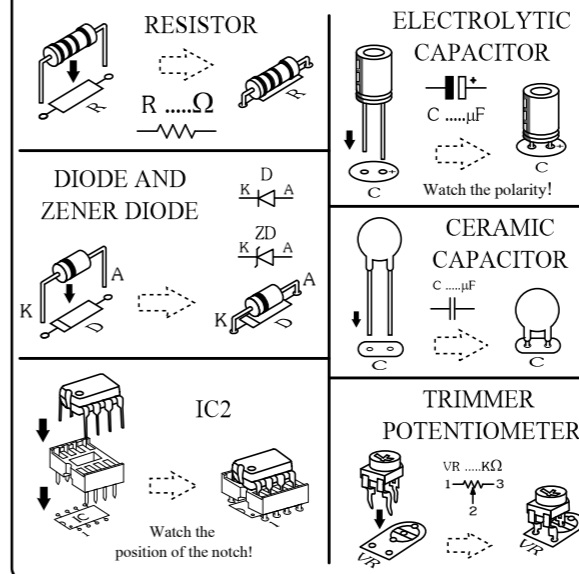 RESISTOR
R
R .....Ω
R
DIODE AND
ZENER DIODE
D
K A
ZD
K A
A
K
D
A
K
D
IC2
IC
1
1
Watch the
position of the notch!
ELECTROLYTIC
CAPACITOR
+
C .....µF
+
C
+
C
Watch the polarity!
CERAMIC
CAPACITOR
C .....µF
C
C
TRIMMER
POTENTIOMETER
VR .....KΩ
1 3
2
VR
VR